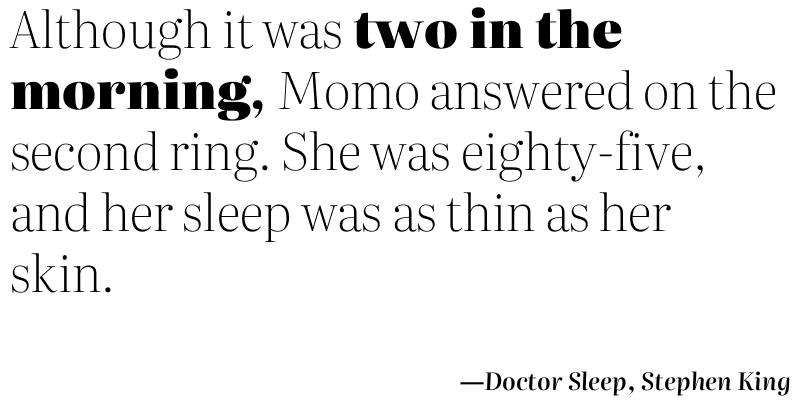 Although it was two in the
morning, Momo answered on the
second ring. She was eighty-five,
and her sleep was as thin as her
skin.
—Doctor Sleep, Stephen King